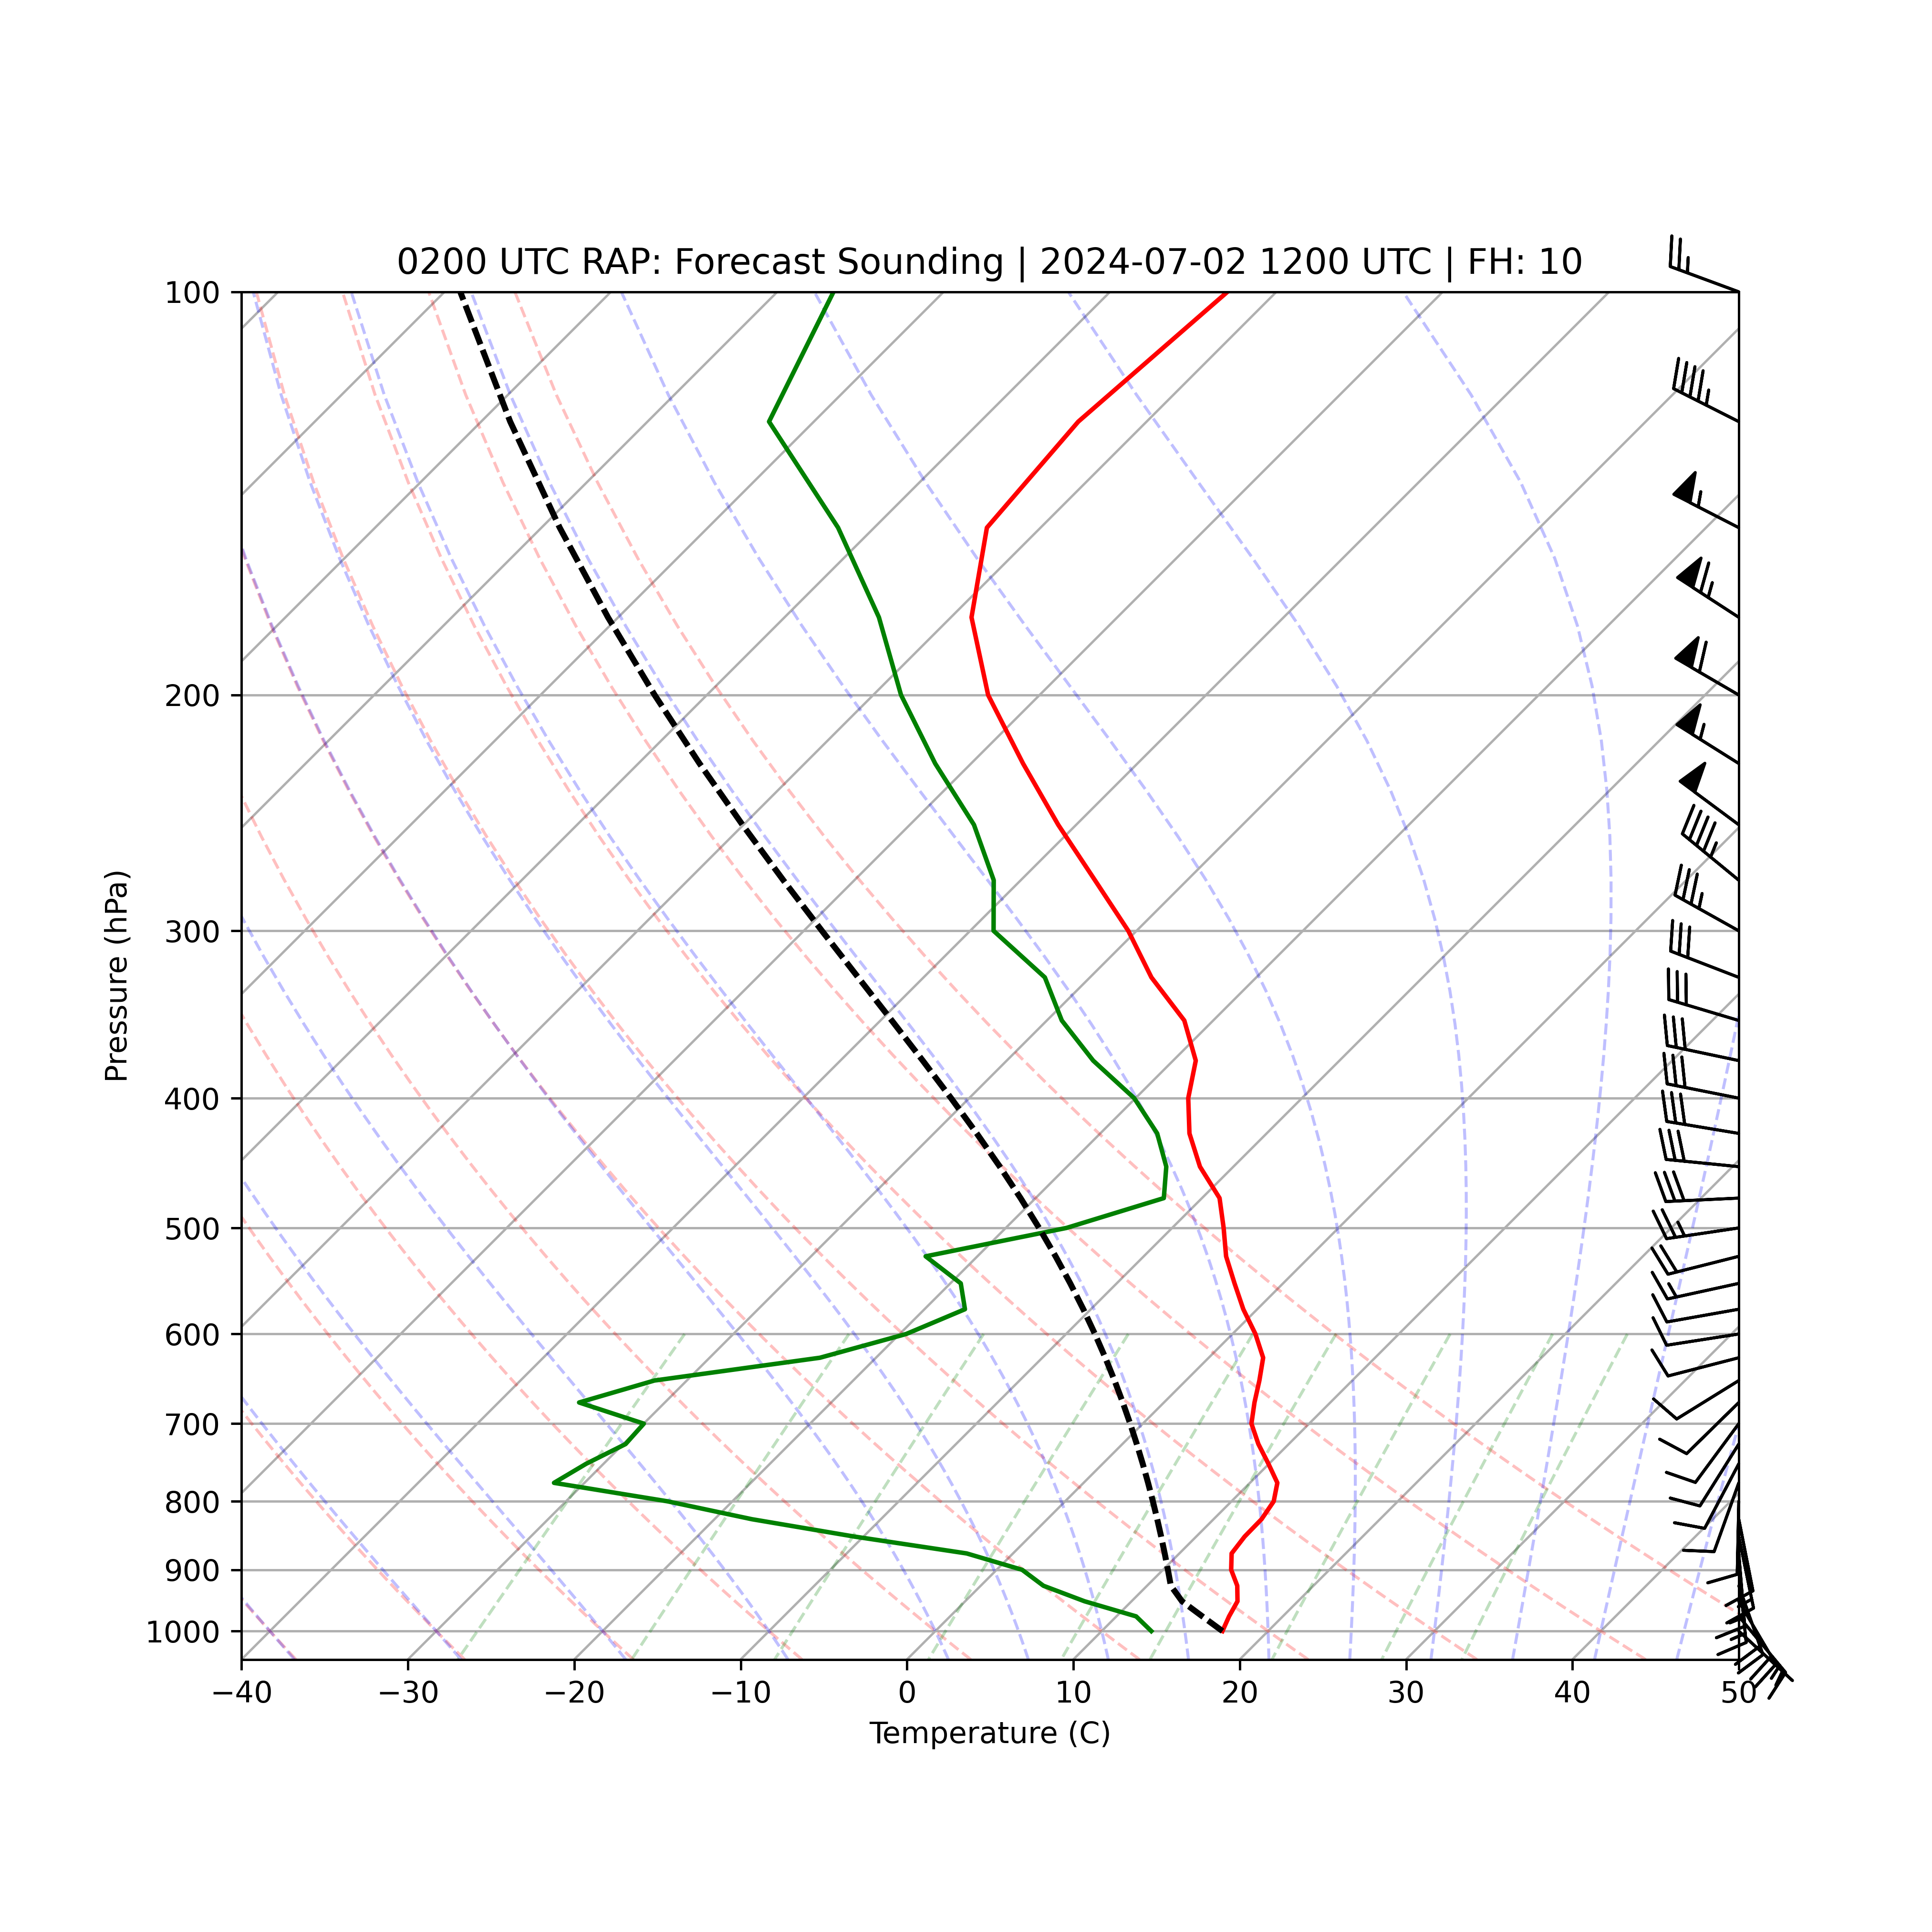 0200 UTC RAP: Forecast Sounding | 2024-07-02 1200 UTC | FH: 10
100
200
300
400
500
600
700
800
900
1000
Pressure (hPa)
−40 −30 −20 −10 0 10 20 30 40 50
Temperature (C)